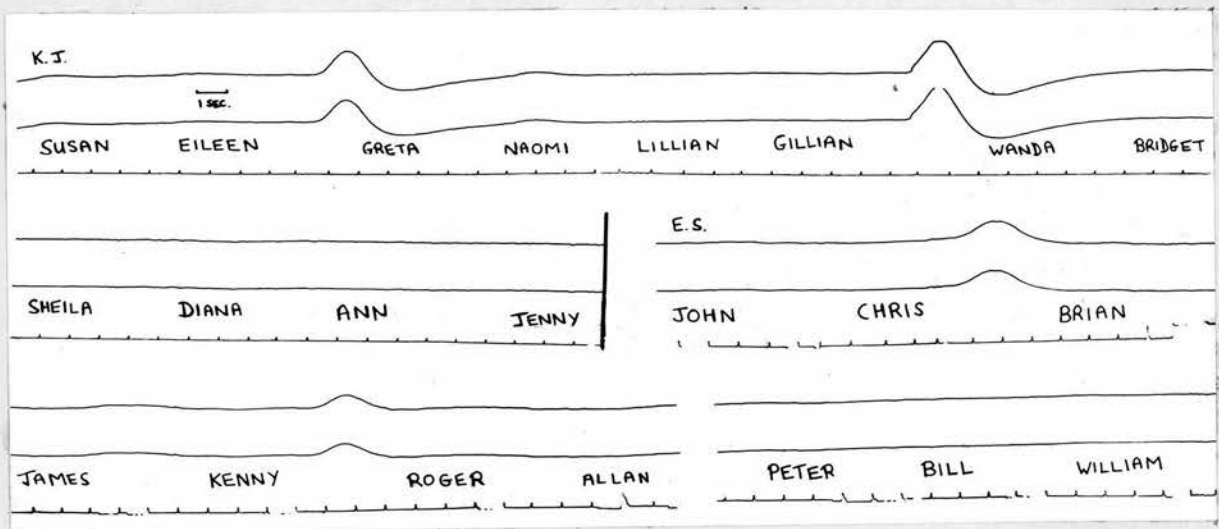 K.J.
1 SEC.
SUSAN EILEEN GRETA NAOMI LILLIAN GILLIAN WANDA BRIDGET
E.S.
SHEILA DIANA ANN JENNY JOHN CHRIS BRIAN
JAMES KENNY ROGER ALLAN PETER BILL WILLIAM